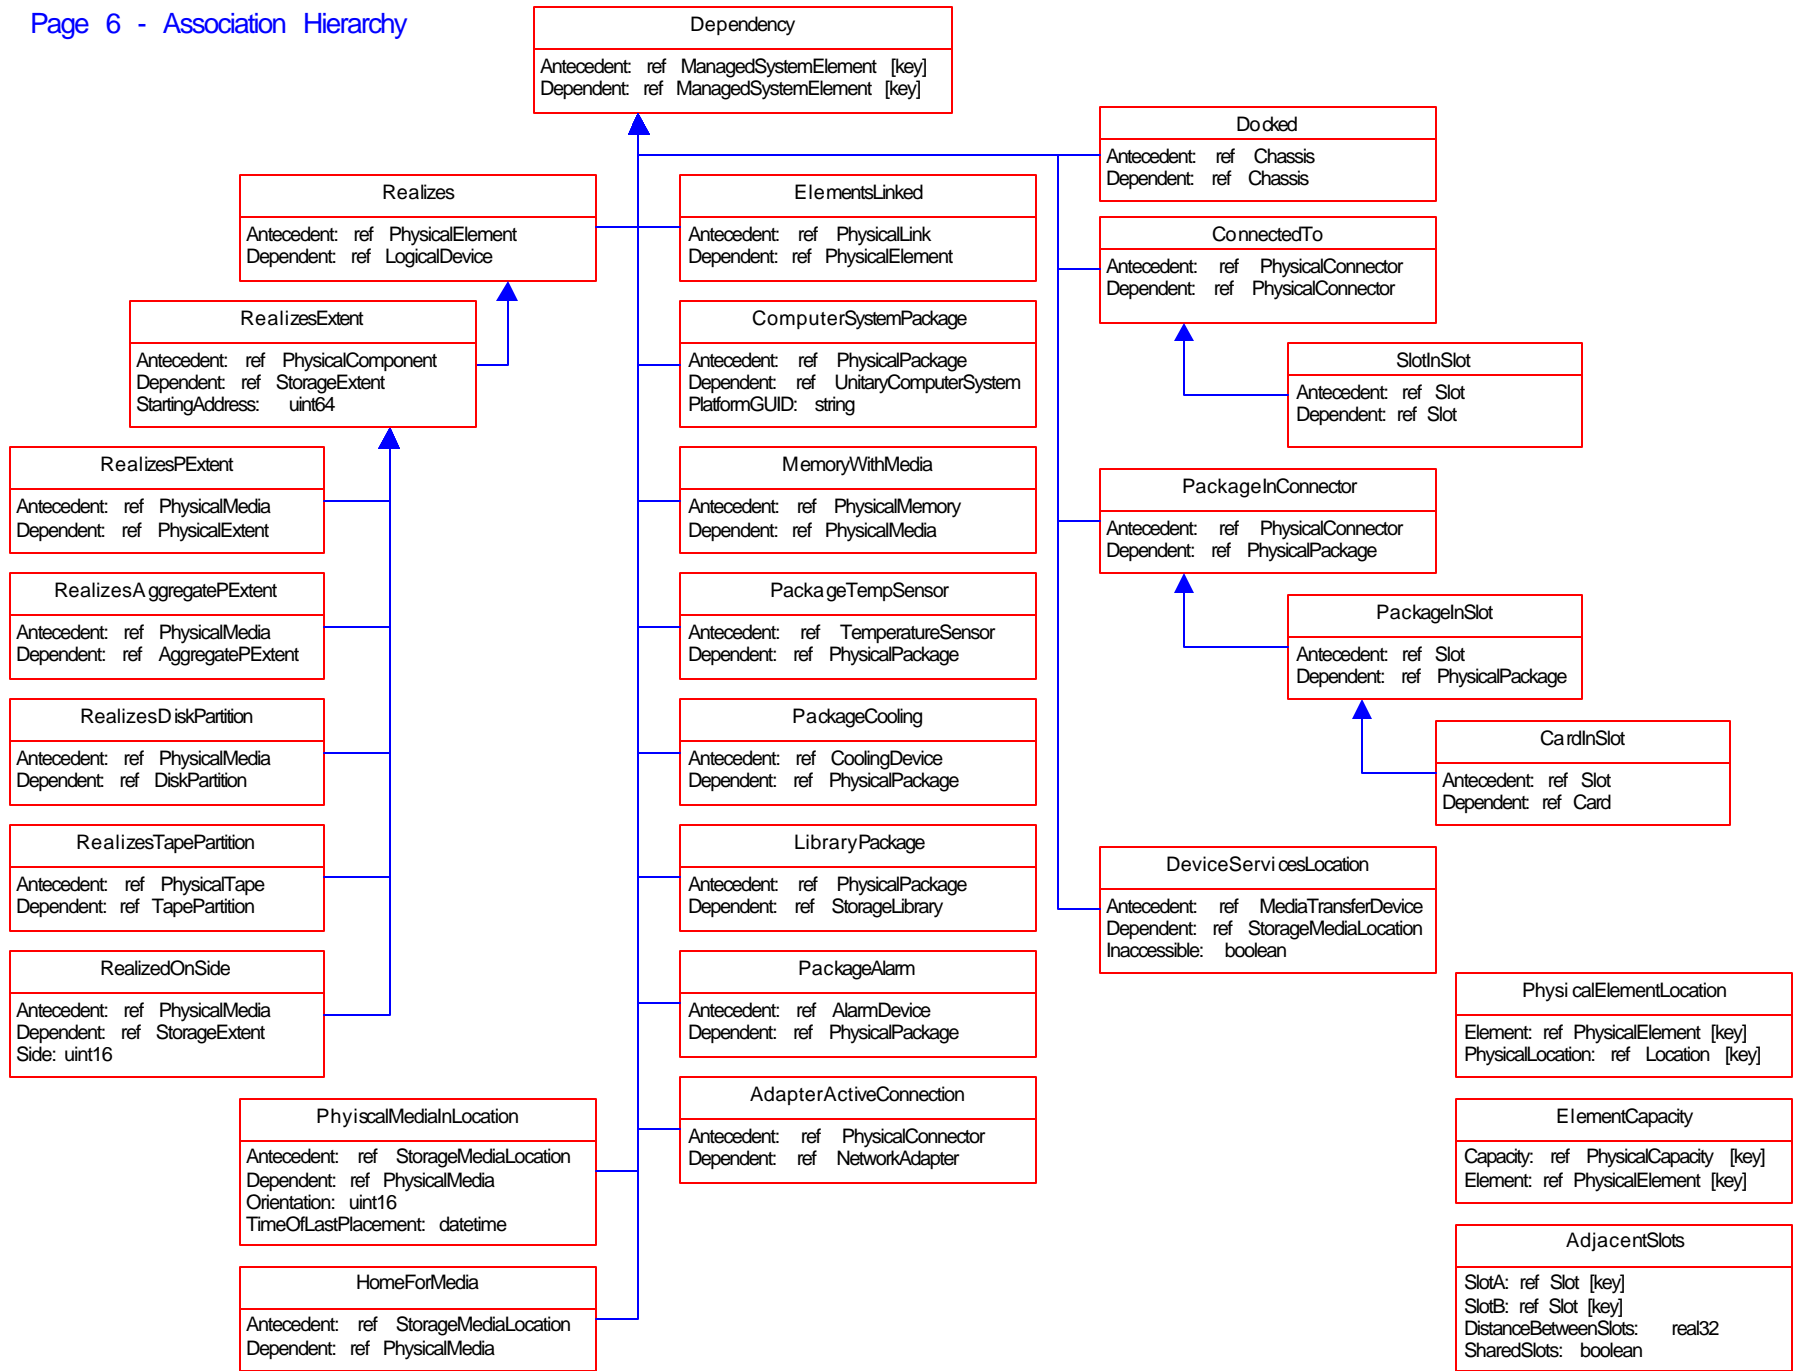 Page 6 - Association Hierarchy
Dependency
Antecedent: ref ManagedSystemElement [key]
Dependent: ref ManagedSystemElement [key]
Docked
Antecedent: ref Chassis
Dependent: ref Chassis
Realizes
Antecedent: ref PhysicalElement
Dependent: ref LogicalDevice
ElementsLinked
Antecedent: ref PhysicalLink
Dependent: ref PhysicalElement
ConnectedTo
Antecedent: ref PhysicalConnector
Dependent: ref PhysicalConnector
RealizesExtent
Antecedent: ref PhysicalComponent
Dependent: ref StorageExtent
StartingAddress: uint64
ComputerSystemPackage
Antecedent: ref PhysicalPackage
Dependent: ref UnitaryComputerSystem
PlatformGUID: string
SlotInSlot
Antecedent: ref Slot
Dependent: ref Slot
RealizesPExtent
Antecedent: ref PhysicalMedia
Dependent: ref PhysicalExtent
MemoryWithMedia
Antecedent: ref PhysicalMemory
Dependent: ref PhysicalMedia
PackageInConnector
Antecedent: ref PhysicalConnector
Dependent: ref PhysicalPackage
RealizesAggregatePExtent
Antecedent: ref PhysicalMedia
Dependent: ref AggregatePExtent
PackageTempSensor
Antecedent: ref TemperatureSensor
Dependent: ref PhysicalPackage
PackageInSlot
Antecedent: ref Slot
Dependent: ref PhysicalPackage
RealizesDiskPartition
Antecedent: ref PhysicalMedia
Dependent: ref DiskPartition
PackageCooling
Antecedent: ref CoolingDevice
Dependent: ref PhysicalPackage
CardInSlot
Antecedent: ref Slot
Dependent: ref Card
RealizesTapePartition
Antecedent: ref PhysicalTape
Dependent: ref TapePartition
LibraryPackage
Antecedent: ref PhysicalPackage
Dependent: ref StorageLibrary
DeviceServicesLocation
Antecedent: ref MediaTransferDevice
Dependent: ref StorageMediaLocation
Inaccessible: boolean
RealizedOnSide
Antecedent: ref PhysicalMedia
Dependent: ref StorageExtent
Side: uint16
PackageAlarm
Antecedent: ref AlarmDevice
Dependent: ref PhysicalPackage
PhysicalElementLocation
Element: ref PhysicalElement [key]
PhysicalLocation: ref Location [key]
PhyiscalMediaInLocation
Antecedent: ref StorageMediaLocation
Dependent: ref PhysicalMedia
Orientation: uint16
TimeOfLastPlacement: datetime
AdapterActiveConnection
Antecedent: ref PhysicalConnector
Dependent: ref NetworkAdapter
ElementCapacity
Capacity: ref PhysicalCapacity [key]
Element: ref PhysicalElement [key]
HomeForMedia
Antecedent: ref StorageMediaLocation
Dependent: ref PhysicalMedia
AdjacentSlots
SlotA: ref Slot [key]
SlotB: ref Slot [key]
DistanceBetweenSlots: real32
SharedSlots: boolean